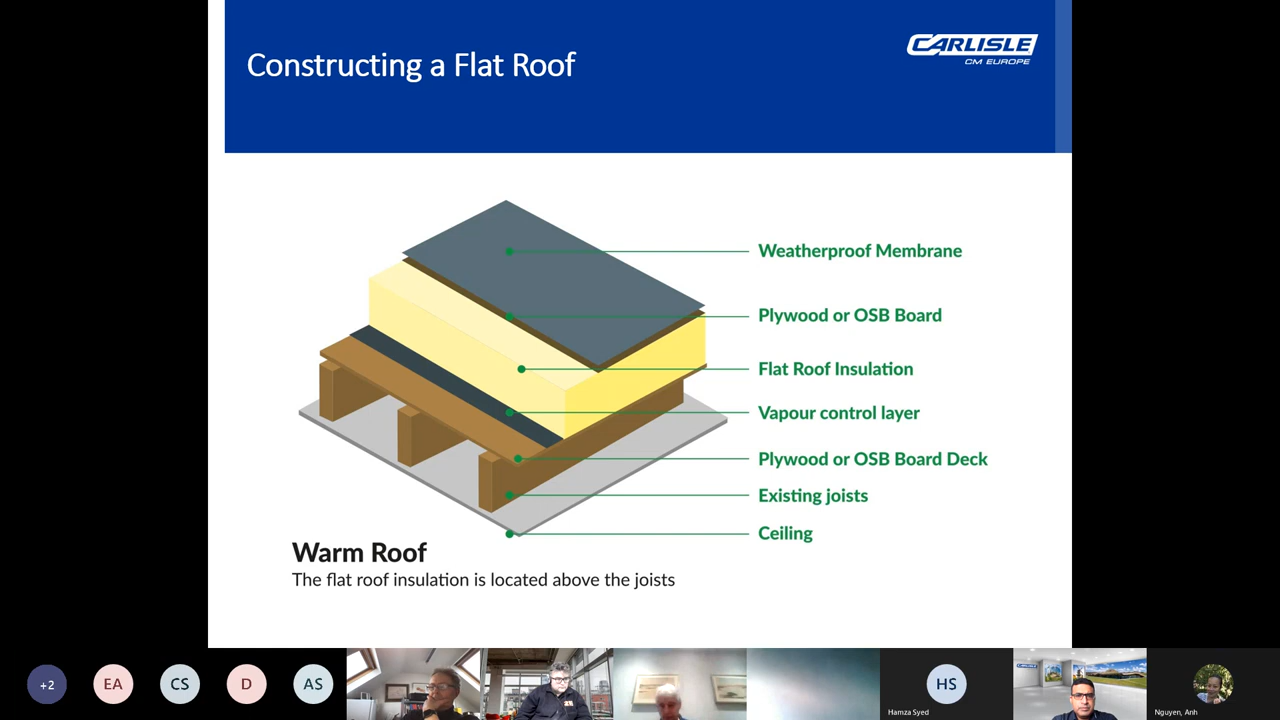 Constructing a Flat Roof
CARLISLE
CM EUROPE
Weatherproof Membrane
Plywood or OSB Board
Flat Roof Insulation
Vapour control layer
Plywood or OSB Board Deck
Existing joists
Ceiling
Warm Roof
The flat roof insulation is located above the joists
+2
EA
CS
D
AS
HS
Hamza Syed
CARLISLE
Nguyen, Anh